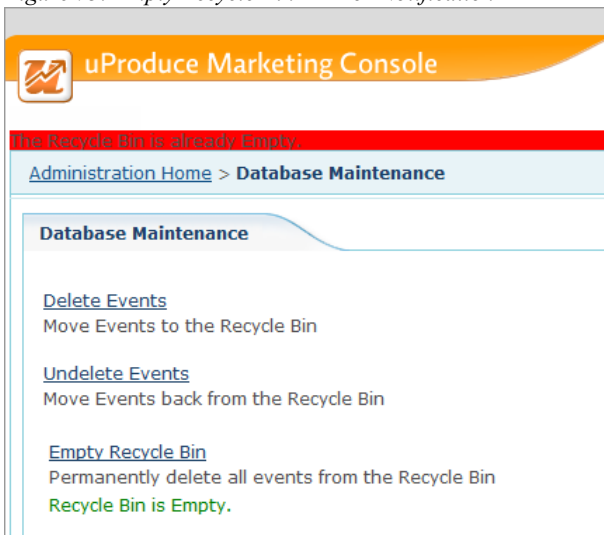 uProduce Marketing Console
The Recycle Bin is already Empty.
Administration Home > Database Maintenance
Database Maintenance
Delete Events
Move Events to the Recycle Bin
Undelete Events
Move Events back from the Recycle Bin
Empty Recycle Bin
Permanently delete all events from the Recycle Bin
Recycle Bin is Empty.